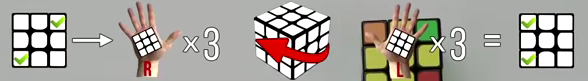 R ×3 L ×3 =